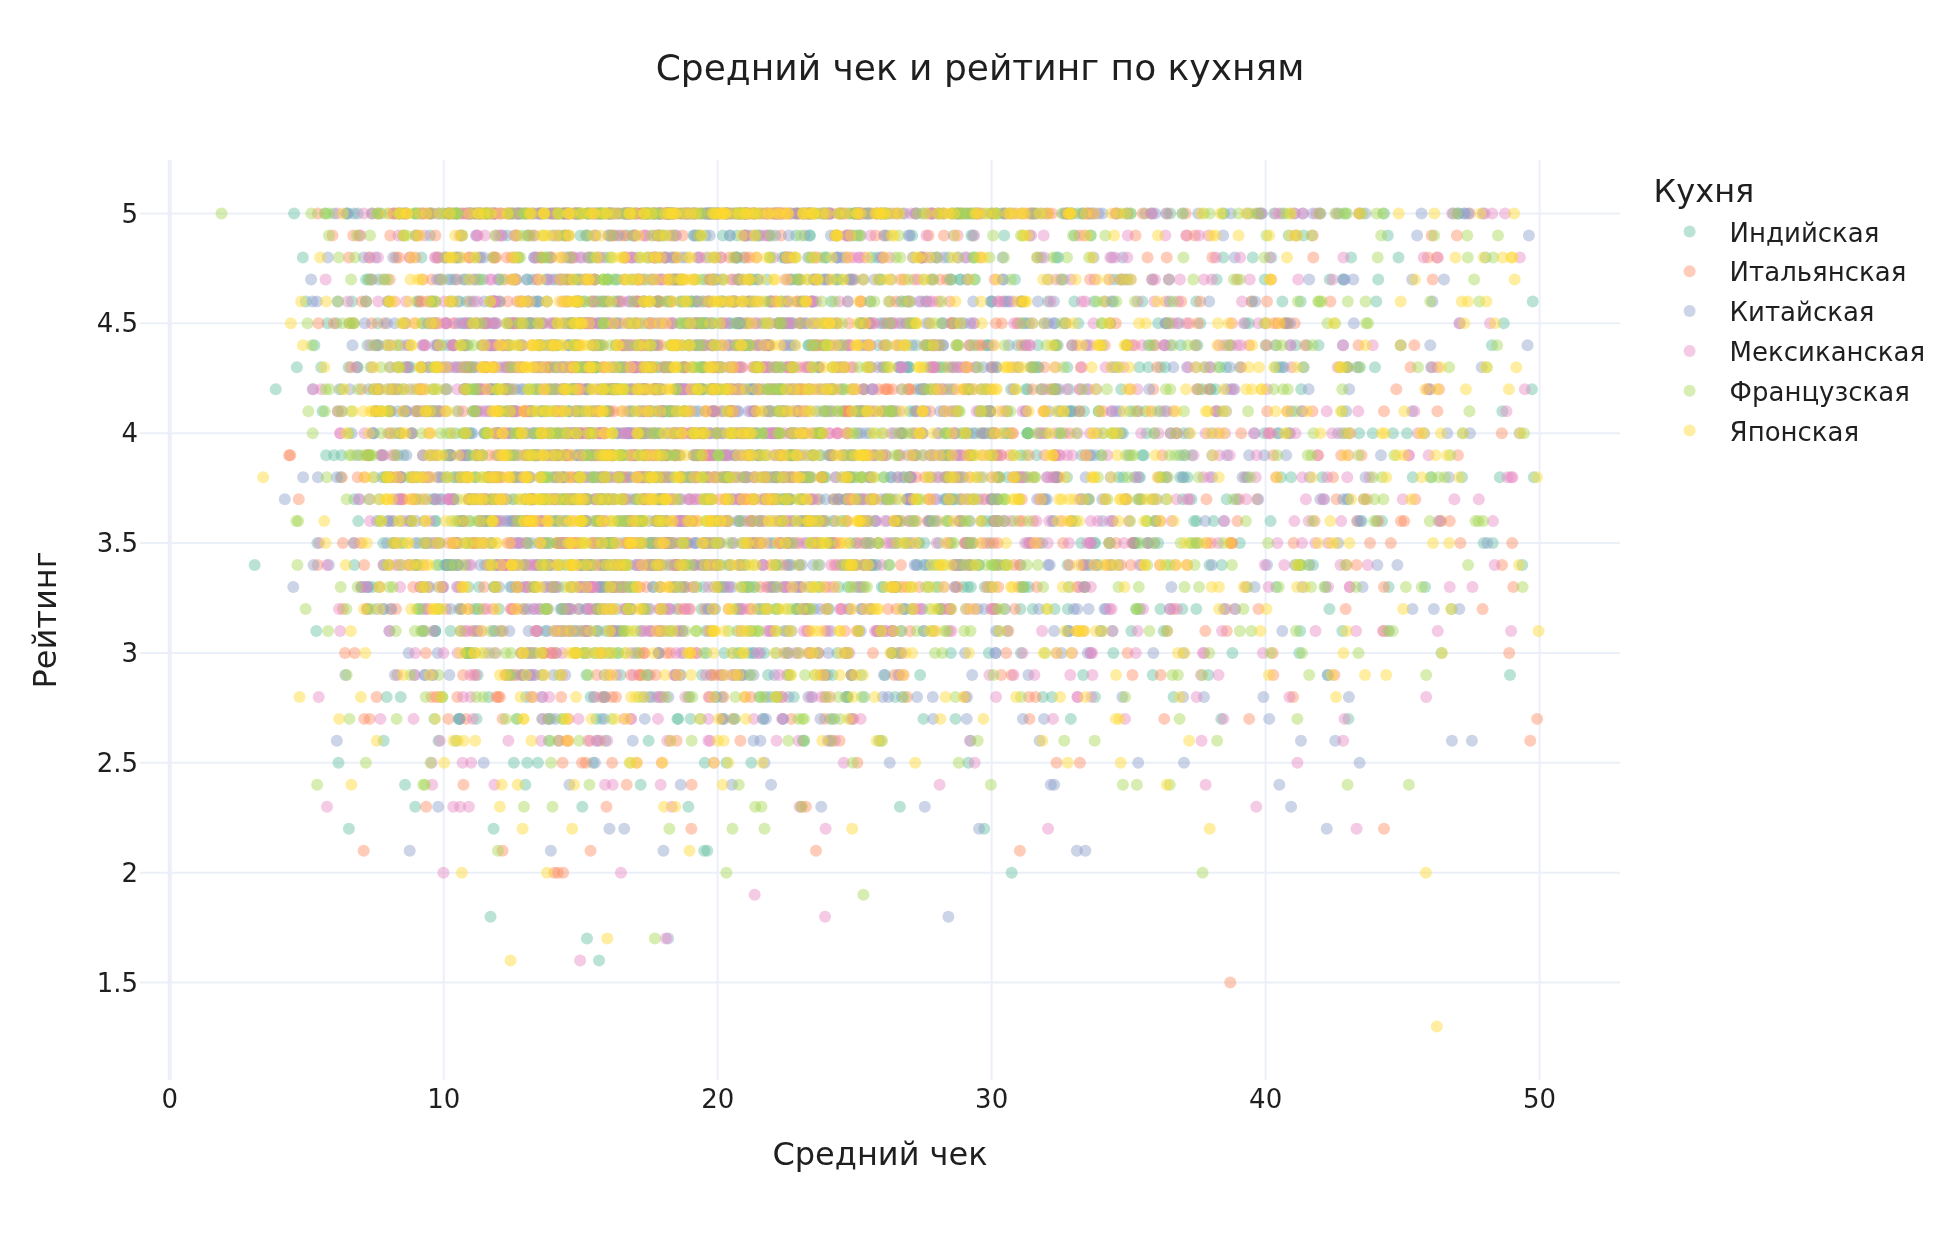 Средний чек и рейтинг по кухням
Кухня
Индийская
Итальянская
Китайская
Мексиканская
Французская
Японская
Рейтинг
5
4.5
4
3.5
3
2.5
2
1.5
0 10 20 30 40 50
Средний чек